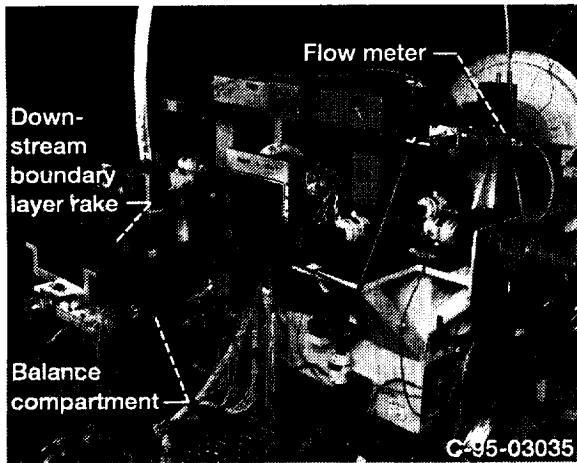 Flow meter
Down-
stream
boundary
layer rake
Balance
compartment
C-95-03035